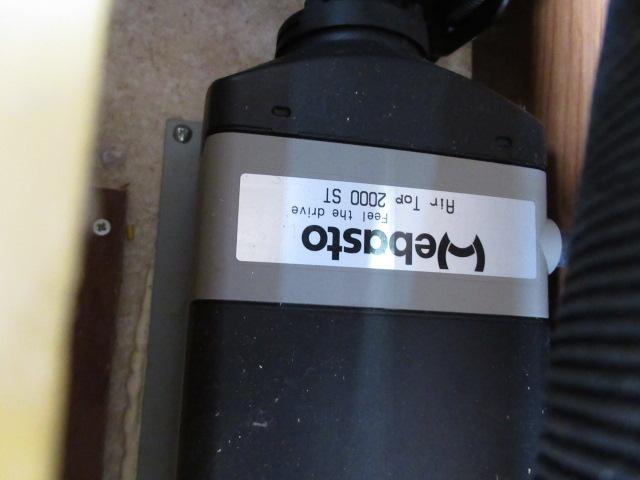 Webasto
Feel the drive
Air Top 2000 ST